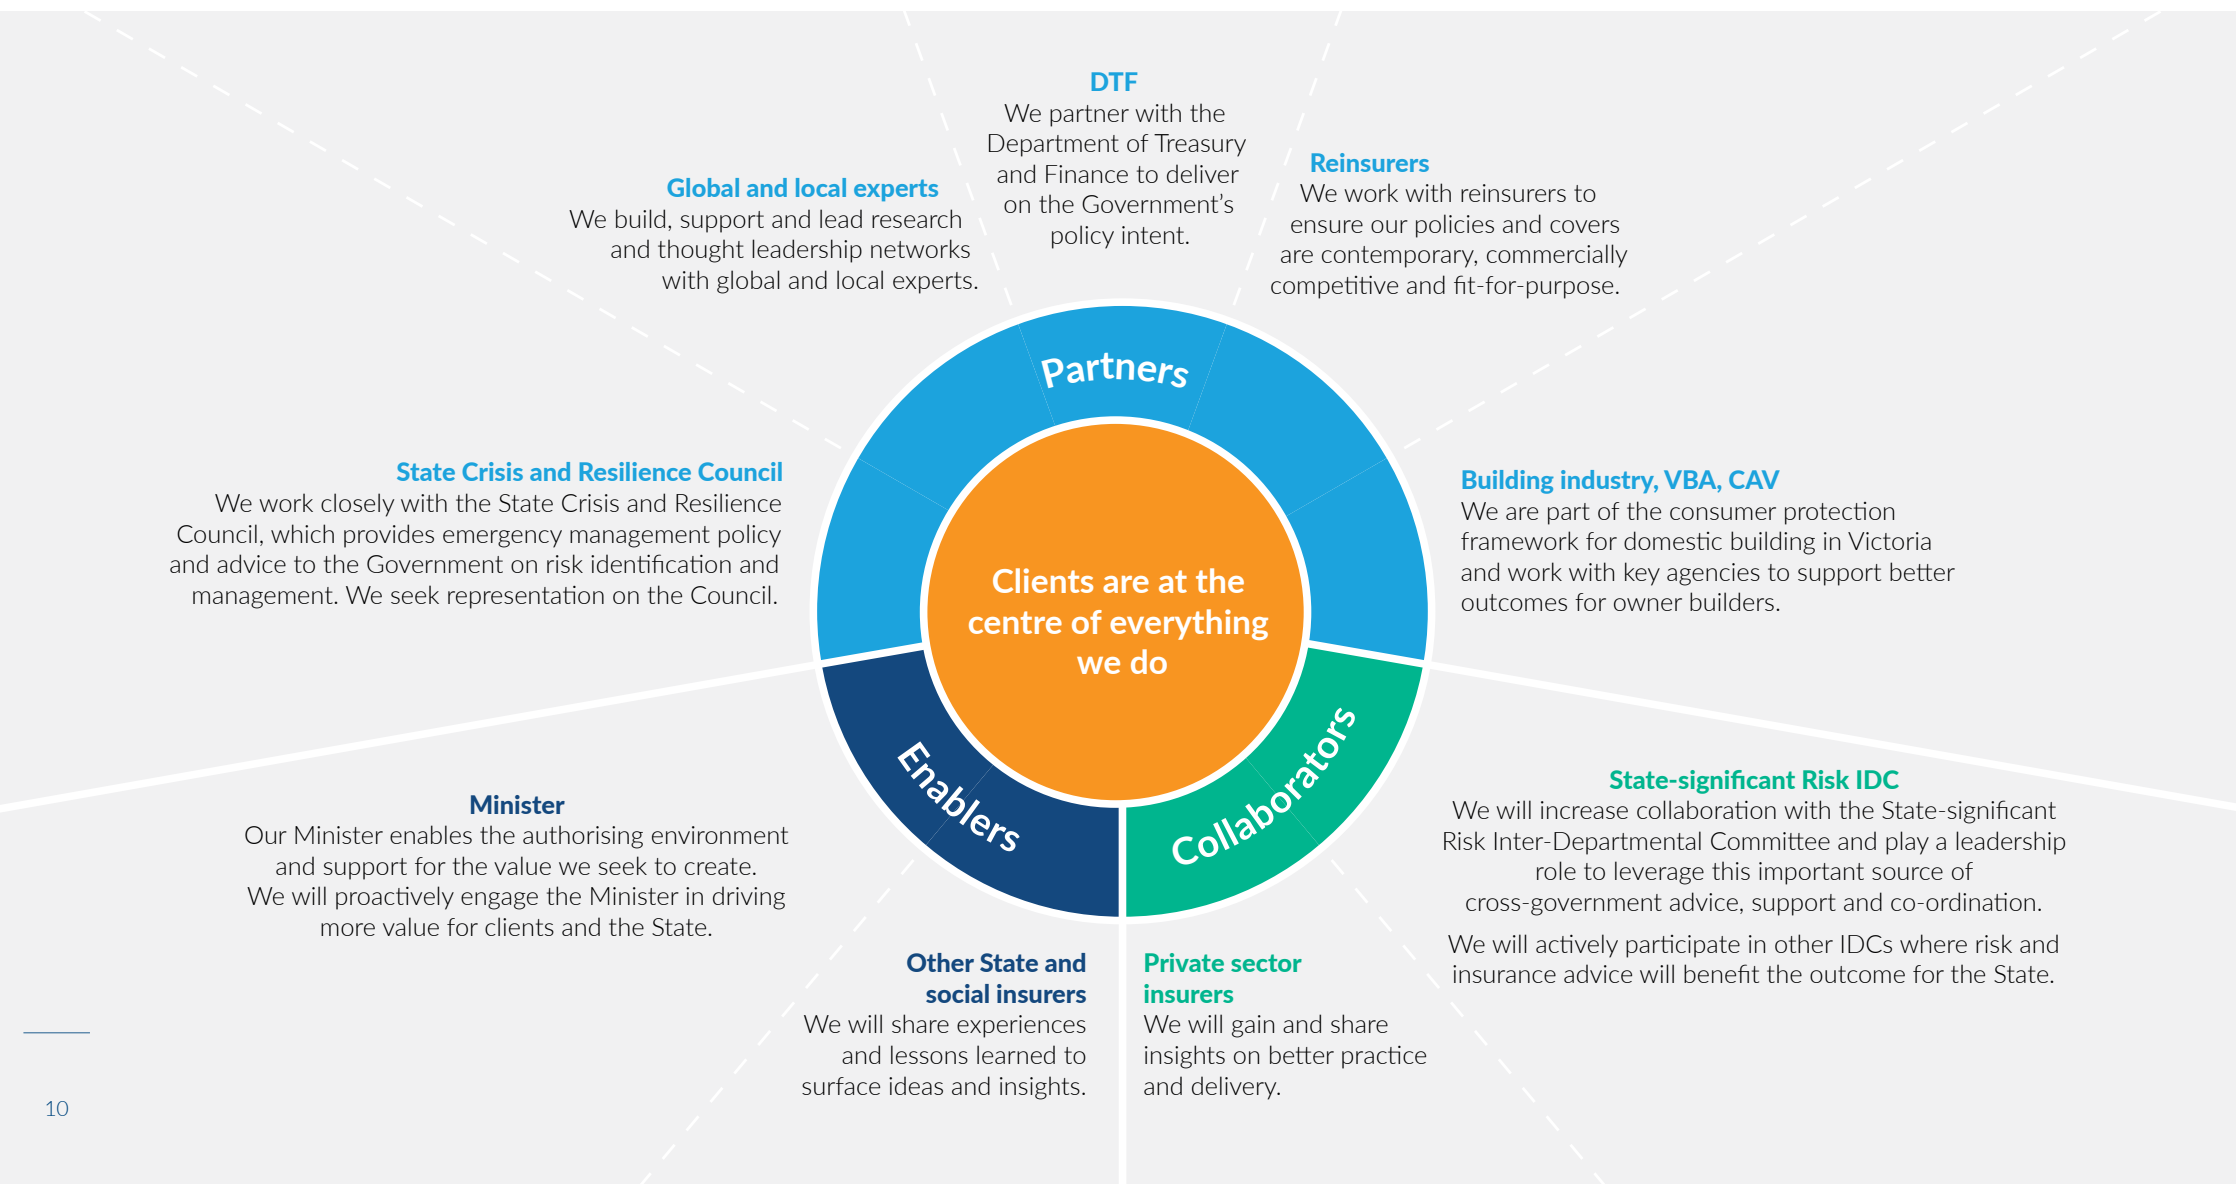 DTF
We partner with the
Department of Treasury
and Finance to deliver
on the Government’s
policy intent.
Global and local experts
We build, support and lead research
and thought leadership networks
with global and local experts.
Reinsurers
We work with reinsurers to
ensure our policies and covers
are contemporary, commercially
competitive and fit-for-purpose.
Partners
State Crisis and Resilience Council
We work closely with the State Crisis and Resilience
Council, which provides emergency management policy
and advice to the Government on risk identification and
management. We seek representation on the Council.
Clients are at the
centre of everything
we do
Building industry, VBA, CAV
We are part of the consumer protection
framework for domestic building in Victoria
and work with key agencies to support better
outcomes for owner builders.
Enablers
Collaborators
Minister
Our Minister enables the authorising environment
and support for the value we seek to create.
We will proactively engage the Minister in driving
more value for clients and the State.
Other State and
social insurers
We will share experiences
and lessons learned to
surface ideas and insights.
Private sector
insurers
We will gain and share
insights on better practice
and delivery.
State-significant Risk IDC
We will increase collaboration with the State-significant
Risk Inter-Departmental Committee and play a leadership
role to leverage this important source of
cross-government advice, support and co-ordination.
We will actively participate in other IDCs where risk and
insurance advice will benefit the outcome for the State.
10